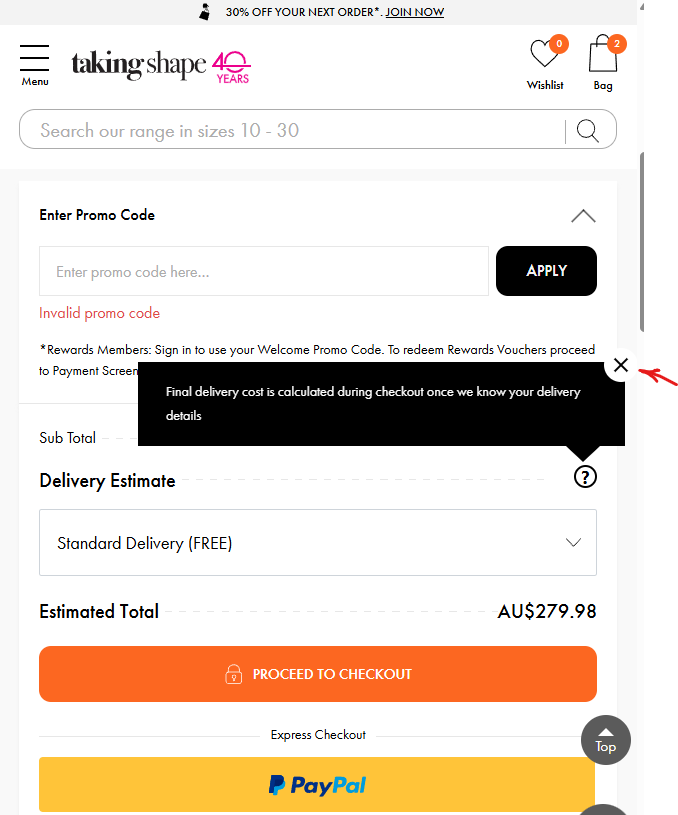 30% OFF YOUR NEXT ORDER*. JOIN NOW
Menu
taking shape 40 YEARS
0
Wishlist
2
Bag
Search our range in sizes 10 - 30
Enter Promo Code
Enter promo code here...
APPLY
Invalid promo code
*Rewards Members: Sign in to use your Welcome Promo Code. To redeem Rewards Vouchers proceed
to Payment Screen
Final delivery cost is calculated during checkout once we know your delivery
details
Sub Total
Delivery Estimate
?
Standard Delivery (FREE)
Estimated Total
AU$279.98
PROCEED TO CHECKOUT
Express Checkout
Top
PayPal